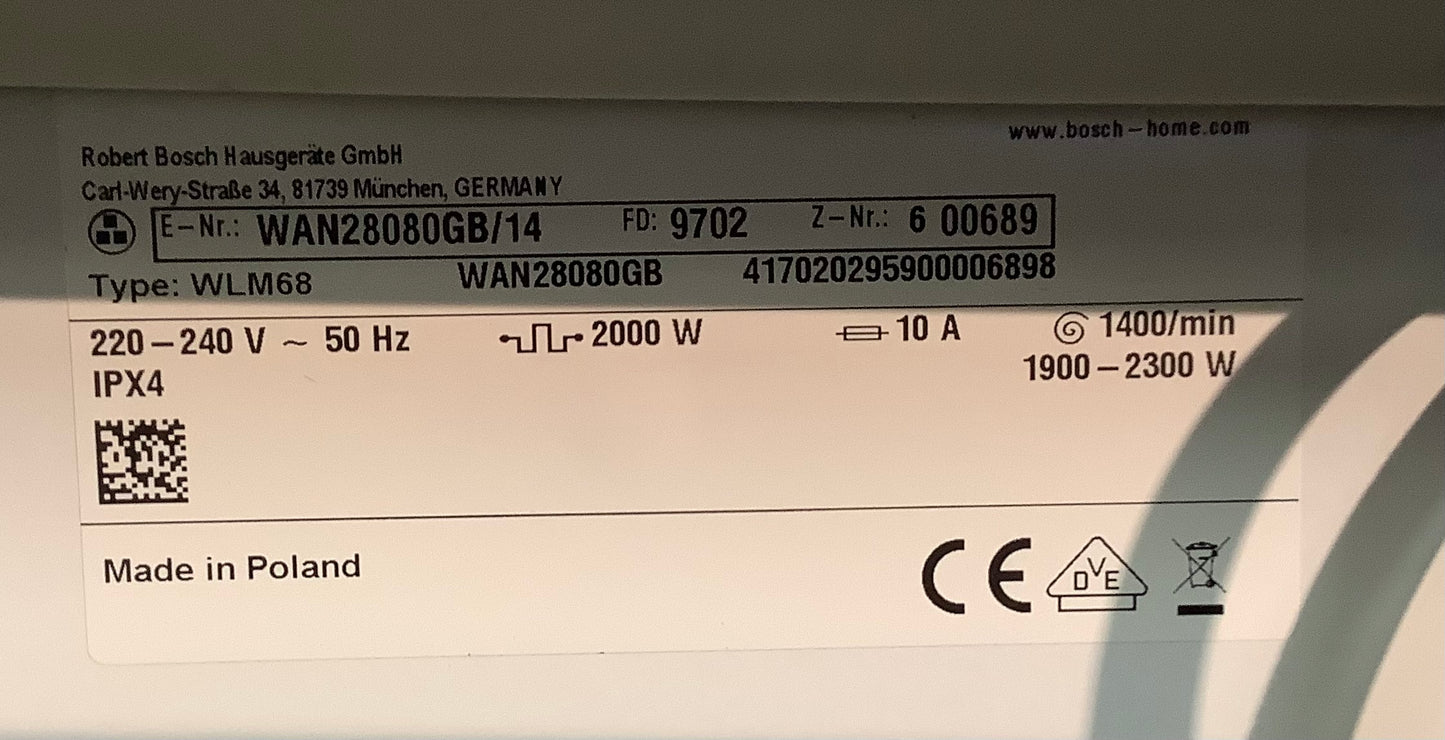 www.bosch-home.com
Robert Bosch Hausgeräte GmbH
Carl-Wery-Straße 34, 81739 München, GERMANY
E-Nr.: WAN28080GB/14 FD: 9702 Z-Nr.: 6 00689
Type: WLM68 WAN28080GB 417020295900006898
220-240 V ~ 50 Hz 2000 W 10 A 1400/min
IPX4 1900-2300 W
Made in Poland CE DVE